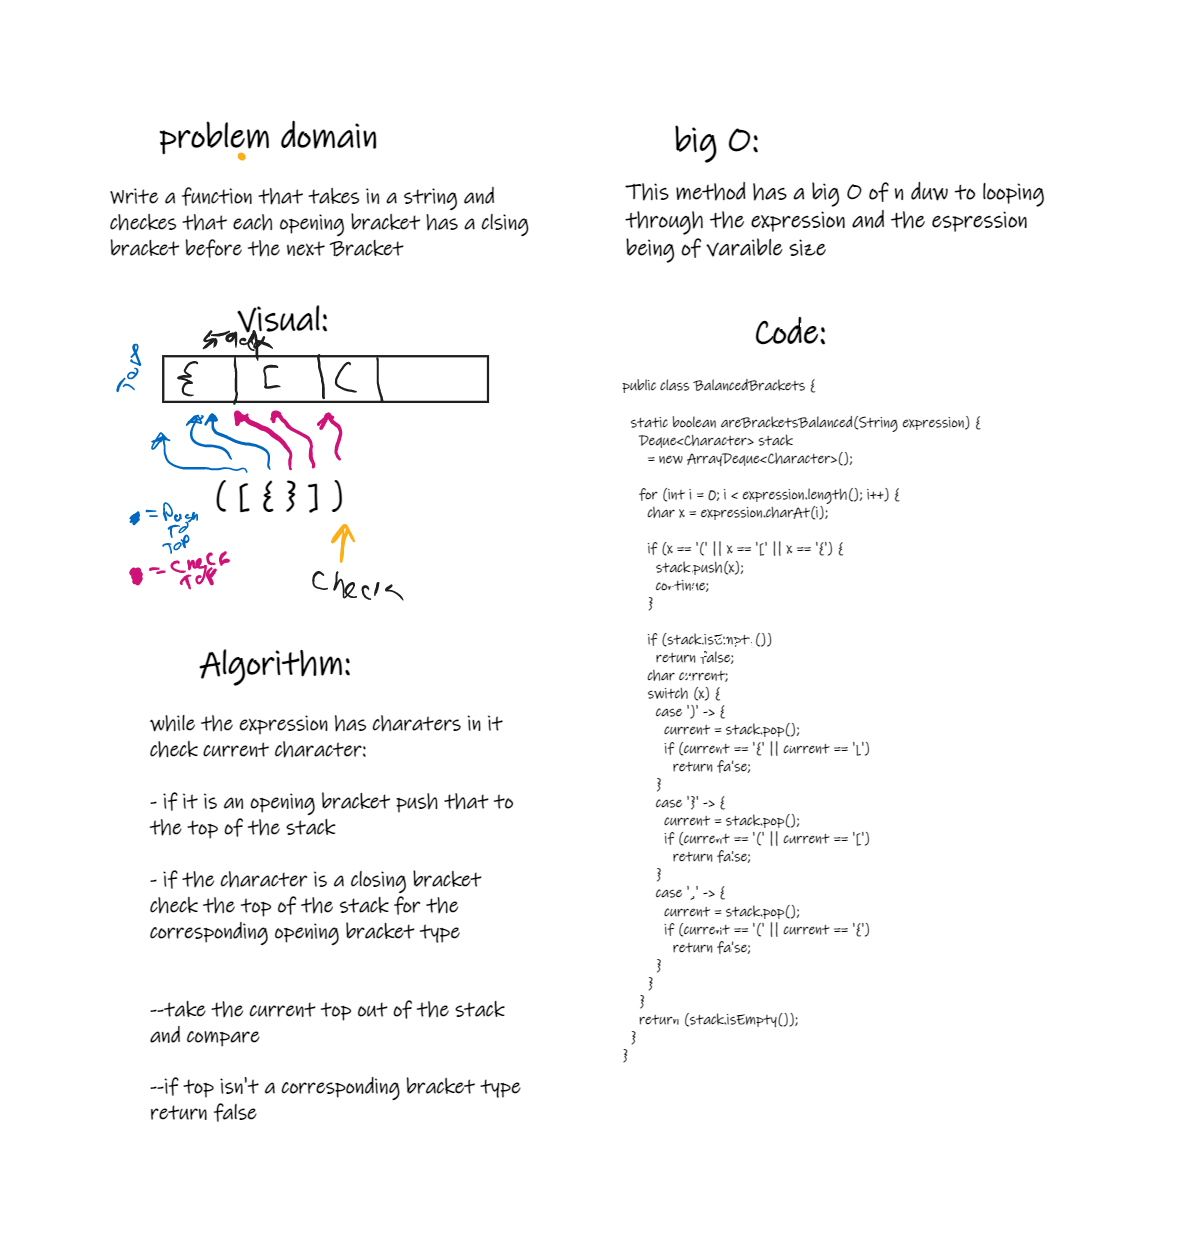 problem domain
Write a function that takes in a string and
checkes that each opening bracket has a clsing
bracket before the next Bracket
Visual:
stack
Top
{ [ (
([{}])
= Push
To
Top
= check
Top
Check
Algorithm:
while the expression has charaters in it
check current character:
- if it is an opening bracket push that to
the top of the stack
- if the character is a closing bracket
check the top of the stack for the
corresponding opening bracket type
--take the current top out of the stack
and compare
--if top isn't a corresponding bracket type
return false
big O:
This method has a big O of n duw to looping
through the expression and the espression
being of varaible size
Code:
public class BalancedBrackets {
static boolean areBracketsBalanced(String expression) {
Deque<Character> stack
= new ArrayDeque<Character>();
for (int i = 0; i < expression.length(); i++) {
char x = expression.charAt(i);
if (x == '(' || x == '[' || x == '{') {
stack.push(x);
continue;
}
if (stack.isEmpty())
return false;
char current;
switch (x) {
case ')' -> {
current = stack.pop();
if (current == '{' || current == '[')
return false;
}
case '}' -> {
current = stack.pop();
if (current == '(' || current == '[')
return false;
}
case ']' -> {
current = stack.pop();
if (current == '(' || current == '{')
return false;
}
}
}
return (stack.isEmpty());
}
}